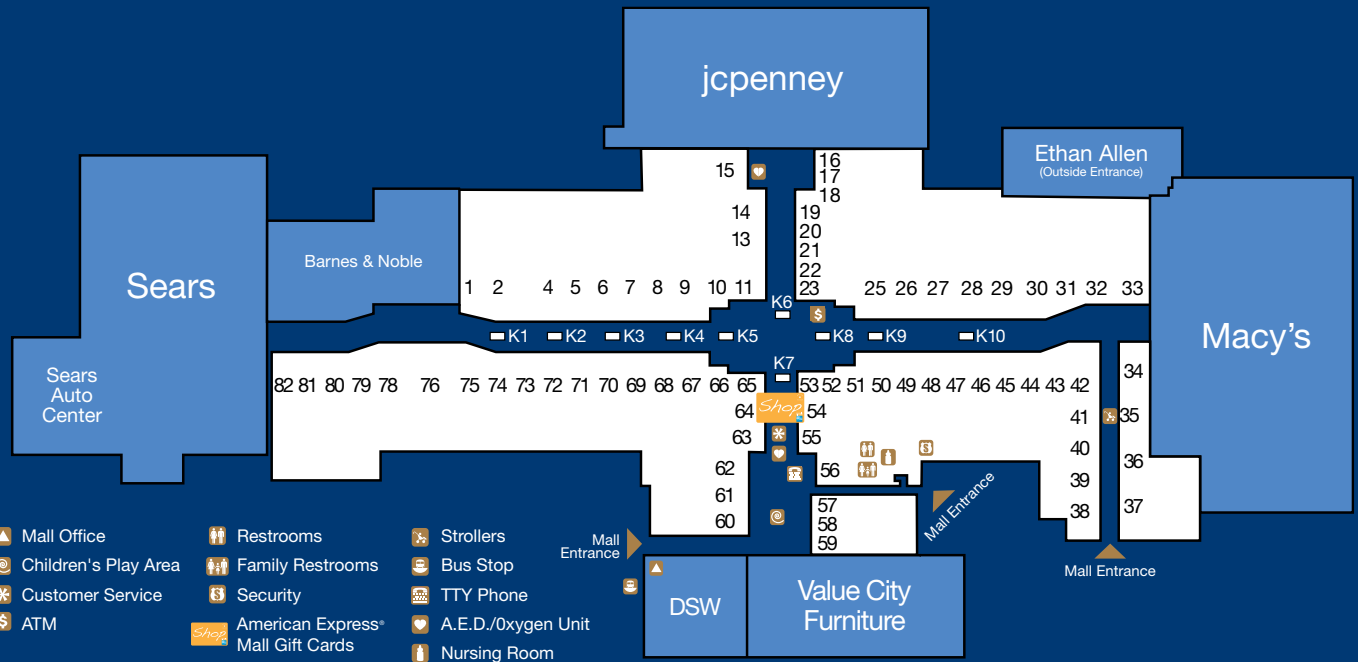 jcpenney
Ethan Allen
(Outside Entrance)
Sears
Barnes & Noble
Macy's
Sears
Auto
Center
15
16
17
18
14
13
19
20
21
22
23
1 2 4 5 6 7 8 9 10 11
25 26 27 28 29 30 31 32 33
K6
K1 K2 K3 K4 K5 K8 K9 K10
K7
82 81 80 79 78 76 75 74 73 72 71 70 69 68 67 66 65
53 52 51 50 49 48 47 46 45 44 43 42
34
64 Shop 54
41 35
63 55
40
36
62 56
39
61
57
37
38
60
58
59
Mall Entrance
Mall
Entrance
Mall Entrance
DSW
Value City
Furniture
Mall Office
Children's Play Area
Customer Service
ATM
Restrooms
Family Restrooms
Security
Shop
American Express®
Mall Gift Cards
Strollers
Bus Stop
TTY Phone
A.E.D./0xygen Unit
Nursing Room